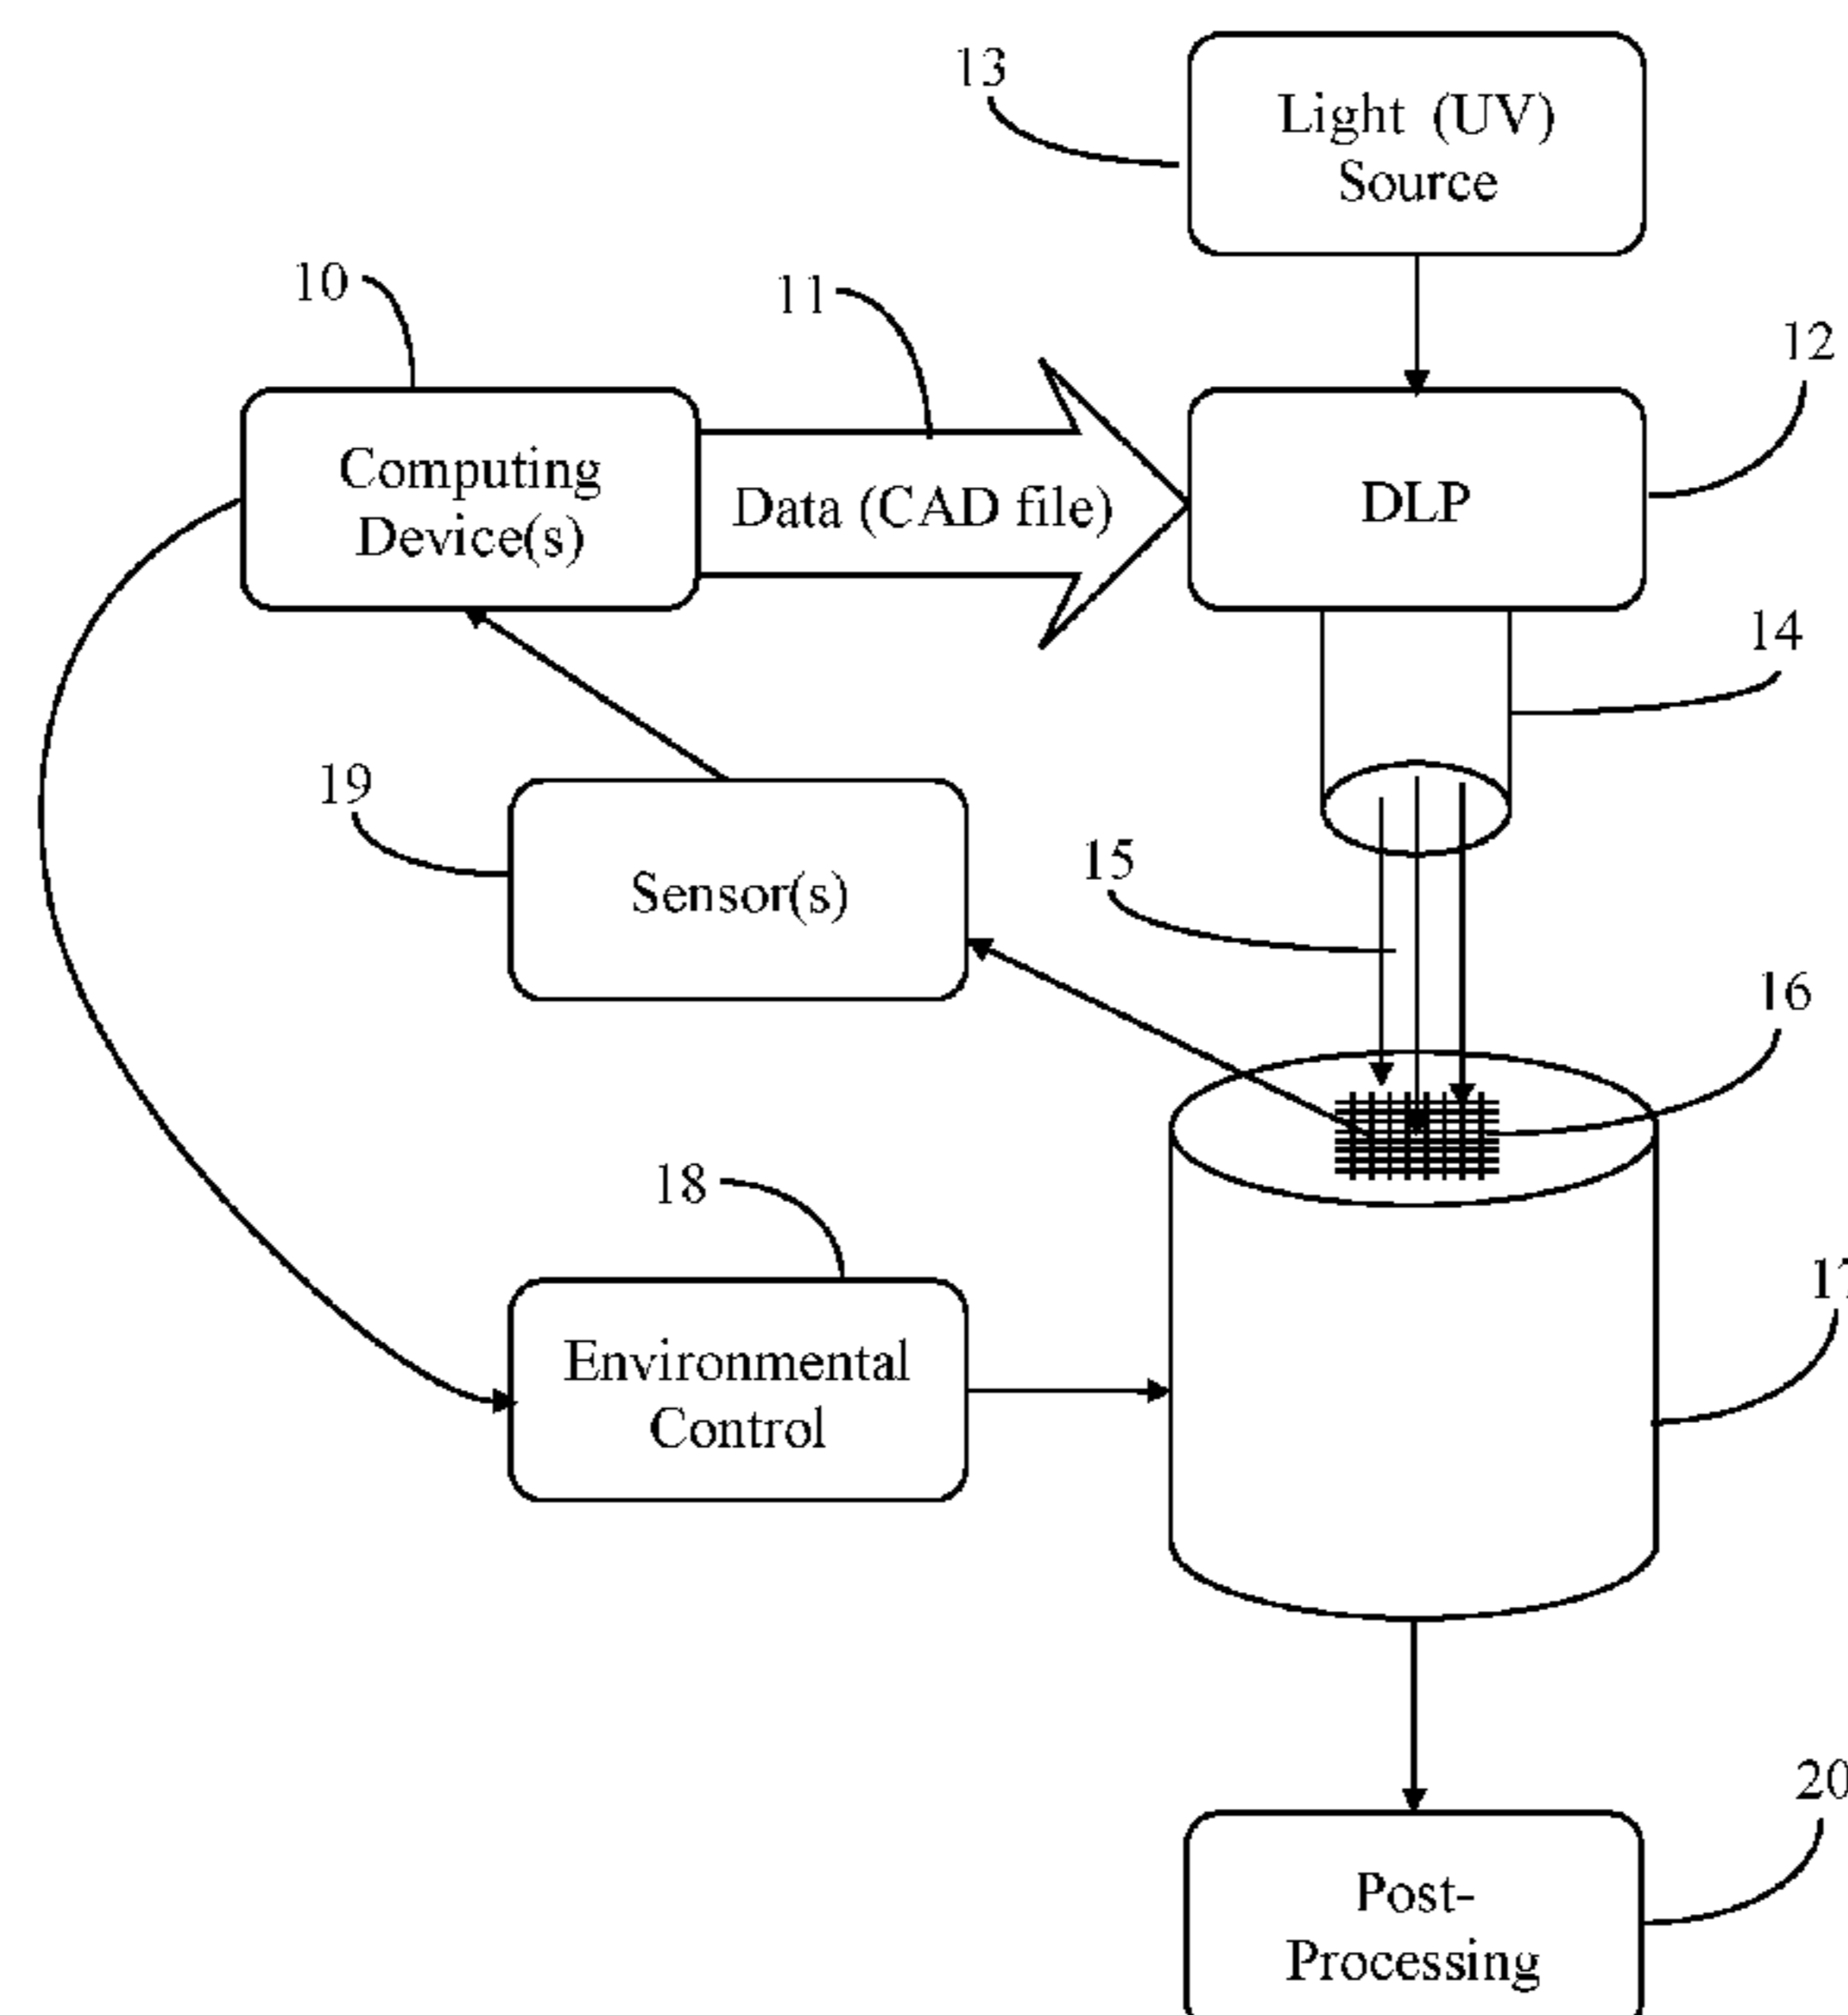 13
Light (UV)
Source
10
11
12
Computing
Device(s)
Data (CAD file)
DLP
14
19
15
Sensor(s)
16
18
17
Environmental
Control
20
Post-
Processing